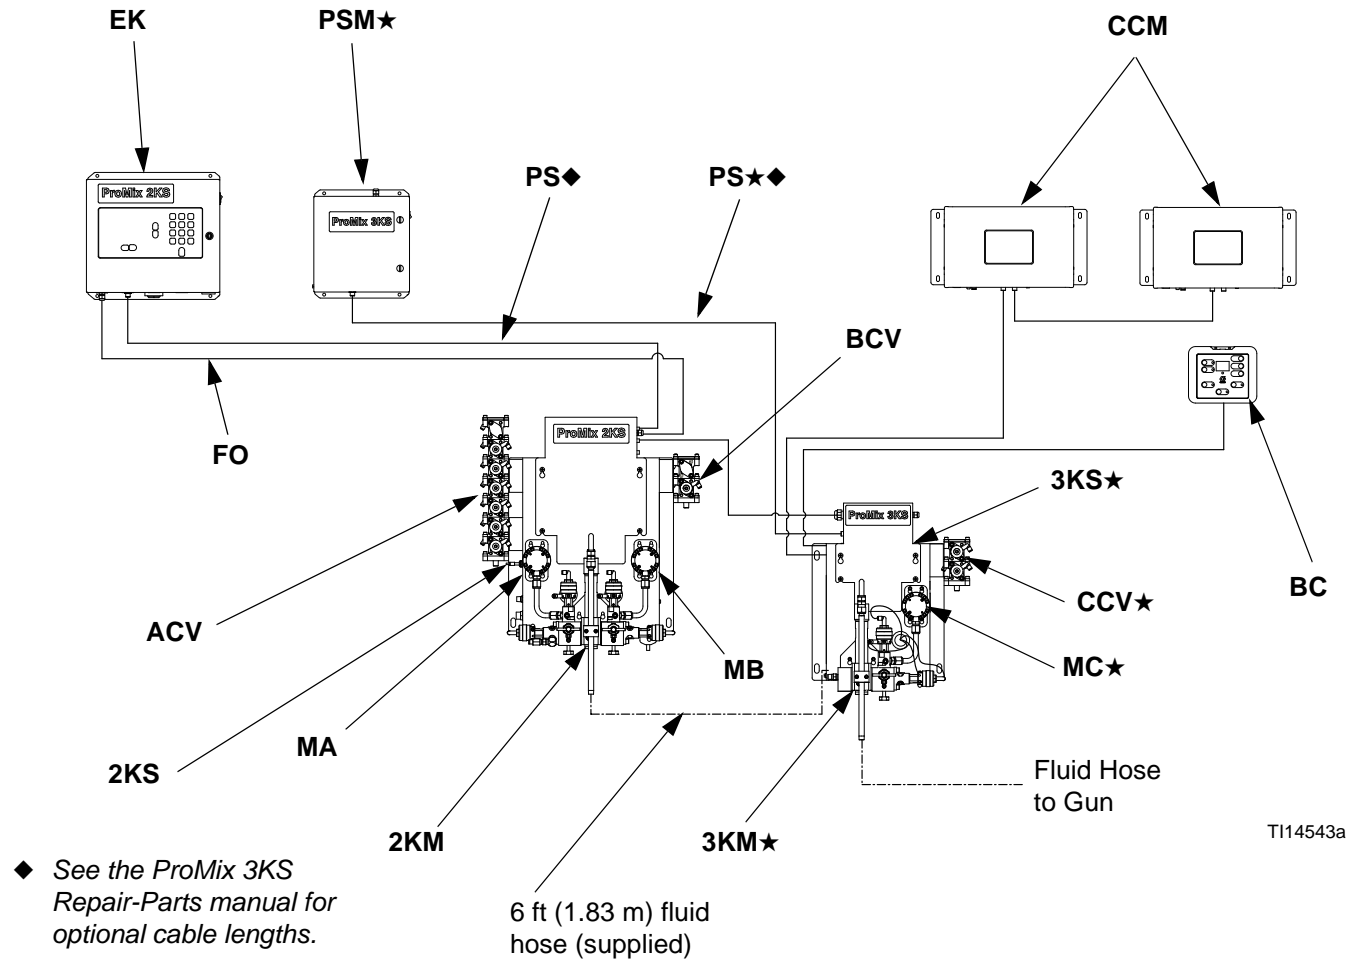 EK
PSM★
CCM
PS◆
PS★◆
ProMix 2KS
ProMix 3KS
BCV
FO
ProMix 2KS
3KS★
ProMix 3KS
BC
CCV★
ACV
MB
MC★
MA
2KS
Fluid Hose
to Gun
2KM
3KM★
TI14543a
◆ See the ProMix 3KS
Repair-Parts manual for
optional cable lengths.
6 ft (1.83 m) fluid
hose (supplied)